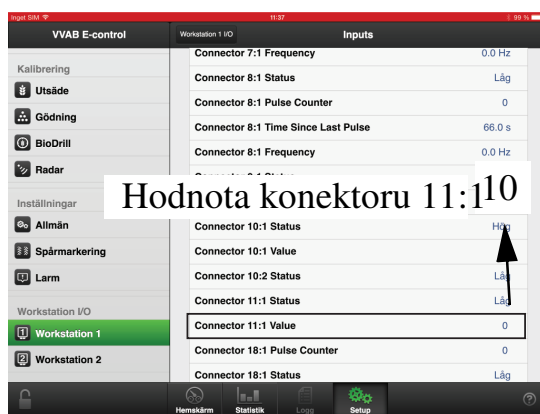 Inget SIM 11:37 99 %
VVAB E-control
Workstation 1 I/O Inputs
Kalibrering
Utsäde
Gödning
BioDrill
Radar
Inställningar
Allmän
Spårmarkering
Larm
Workstation I/O
Workstation 1
Workstation 2
Connector 7:1 Frequency 0.0 Hz
Connector 8:1 Status Låg
Connector 8:1 Pulse Counter 0
Connector 8:1 Time Since Last Pulse 66.0 s
Connector 8:1 Frequency 0.0 Hz
Hodnota konektoru 11:1 10
Connector 10:1 Status Hög
Connector 10:1 Value
Connector 10:2 Status Låg
Connector 11:1 Status Låg
Connector 11:1 Value 0
Connector 18:1 Pulse Counter 0
Connector 18:1 Status Låg
Hemskärm Statistik Logg Setup